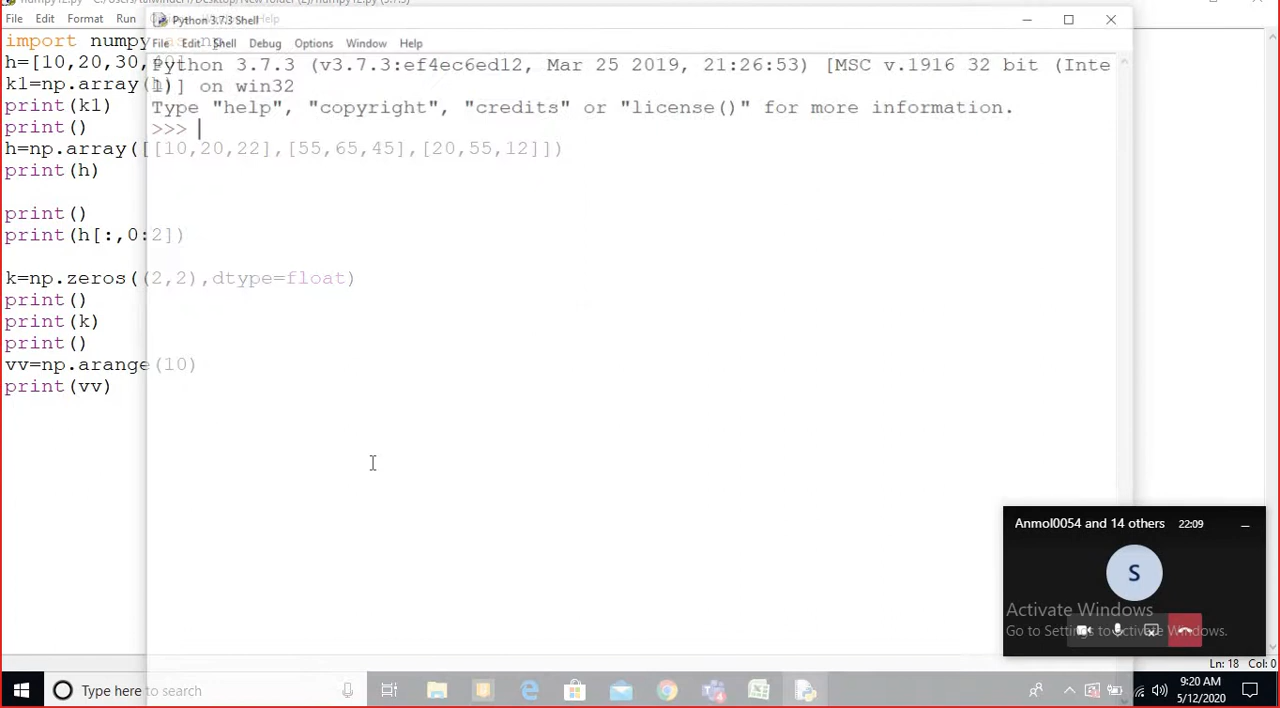 Python 3.7.3 Shell
File Edit Format Run Help
File Edit Shell Debug Options Window Help
import numpy as np
h=[10,20,30,
k1=np.array(
print(k1)
print()
h=np.array([[10,20,22],[55,65,45],[20,55,12]])
print(h)
print()
print(h[:,0:2])
k=np.zeros((2,2),dtype=float)
print()
print(k)
print()
vv=np.arange(10)
print(vv)
Python 3.7.3 (v3.7.3:ef4ec6ed12, Mar 25 2019, 21:26:53) [MSC v.1916 32 bit (Inte
l)] on win32
Type "help", "copyright", "credits" or "license()" for more information.
>>>
Anmol0054 and 14 others 22:09
S
Activate Windows
Go to Settings to activate Windows.
Ln: 18 Col: 0
Type here to search
9:20 AM
5/12/2020